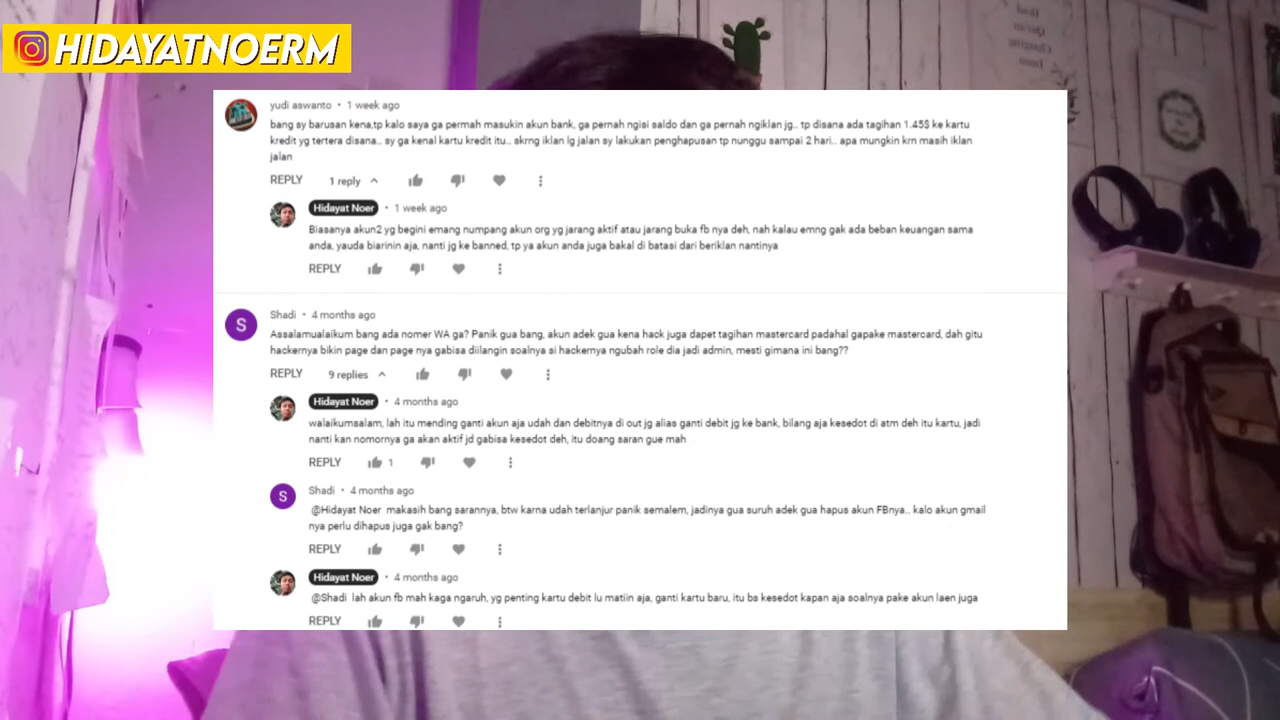 HIDAYATNOERM
yudi aswanto • 1 week ago
bang sy barusan kena,tp kalo saya ga permah masukin akun bank, ga pernah ngisi saldo dan ga pernah ngiklan jg.. tp disana ada tagihan 1.45$ ke kartu
kredit yg tertera disana.. sy ga kenal kartu kredit itu.. skrng iklan lg jalan sy lakukan penghapusan tp nunggu sampai 2 hari.. apa mungkin krn masih iklan
jalan
REPLY 1 reply
Hidayat Noer • 1 week ago
Biasanya akun2 yg begini emang numpang akun org yg jarang aktif atau jarang buka fb nya deh, nah kalau emng gak ada beban keuangan sama
anda, yauda biarinin aja, nanti jg ke banned, tp ya akun anda juga bakal di batasi dari beriklan nantinya
REPLY
S
Shadi • 4 months ago
Assalamualaikum bang ada nomer WA ga? Panik gua bang, akun adek gua kena hack juga dapet tagihan mastercard padahal gapake mastercard, dah gitu
hackernya bikin page dan page nya gabisa diilangin soalnya si hackernya ngubah role dia jadi admin, mesti gimana ini bang??
REPLY 9 replies
Hidayat Noer • 4 months ago
walaikumsalam, lah itu mending ganti akun aja udah dan debitnya di out jg alias ganti debit jg ke bank, bilang aja kesedot di atm deh itu kartu, jadi
nanti kan nomornya ga akan aktif jd gabisa kesedot deh, itu doang saran gue mah
REPLY 1
S
Shadi • 4 months ago
@Hidayat Noer makasih bang sarannya, btw karna udah terlanjur panik semalem, jadinya gua suruh adek gua hapus akun FBnya.. kalo akun gmail
nya perlu dihapus juga gak bang?
REPLY
Hidayat Noer • 4 months ago
@Shadi lah akun fb mah kaga ngaruh, yg penting kartu debit lu matiin aja, ganti kartu baru, itu bs kesedot kapan aja soalnya pake akun laen juga
REPLY